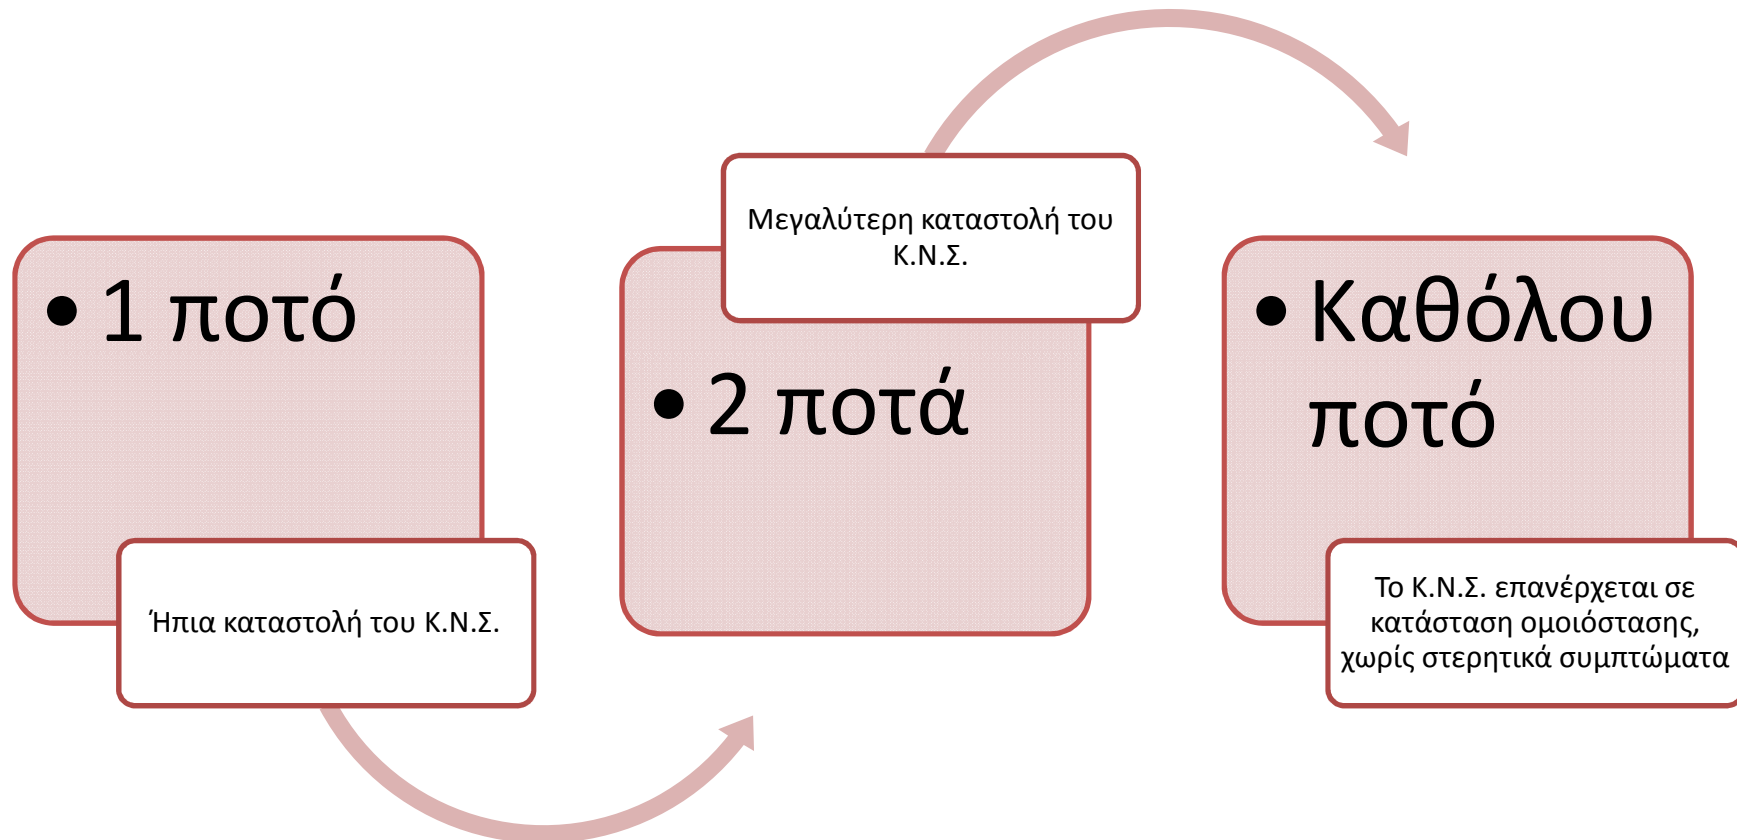 • 1 ποτό
Ήπια καταστολή του Κ.Ν.Σ.
Μεγαλύτερη καταστολή του
Κ.Ν.Σ.
• 2 ποτά
• Καθόλου
ποτό
Το Κ.Ν.Σ. επανέρχεται σε
κατάσταση ομοιόστασης,
χωρίς στερητικά συμπτώματα